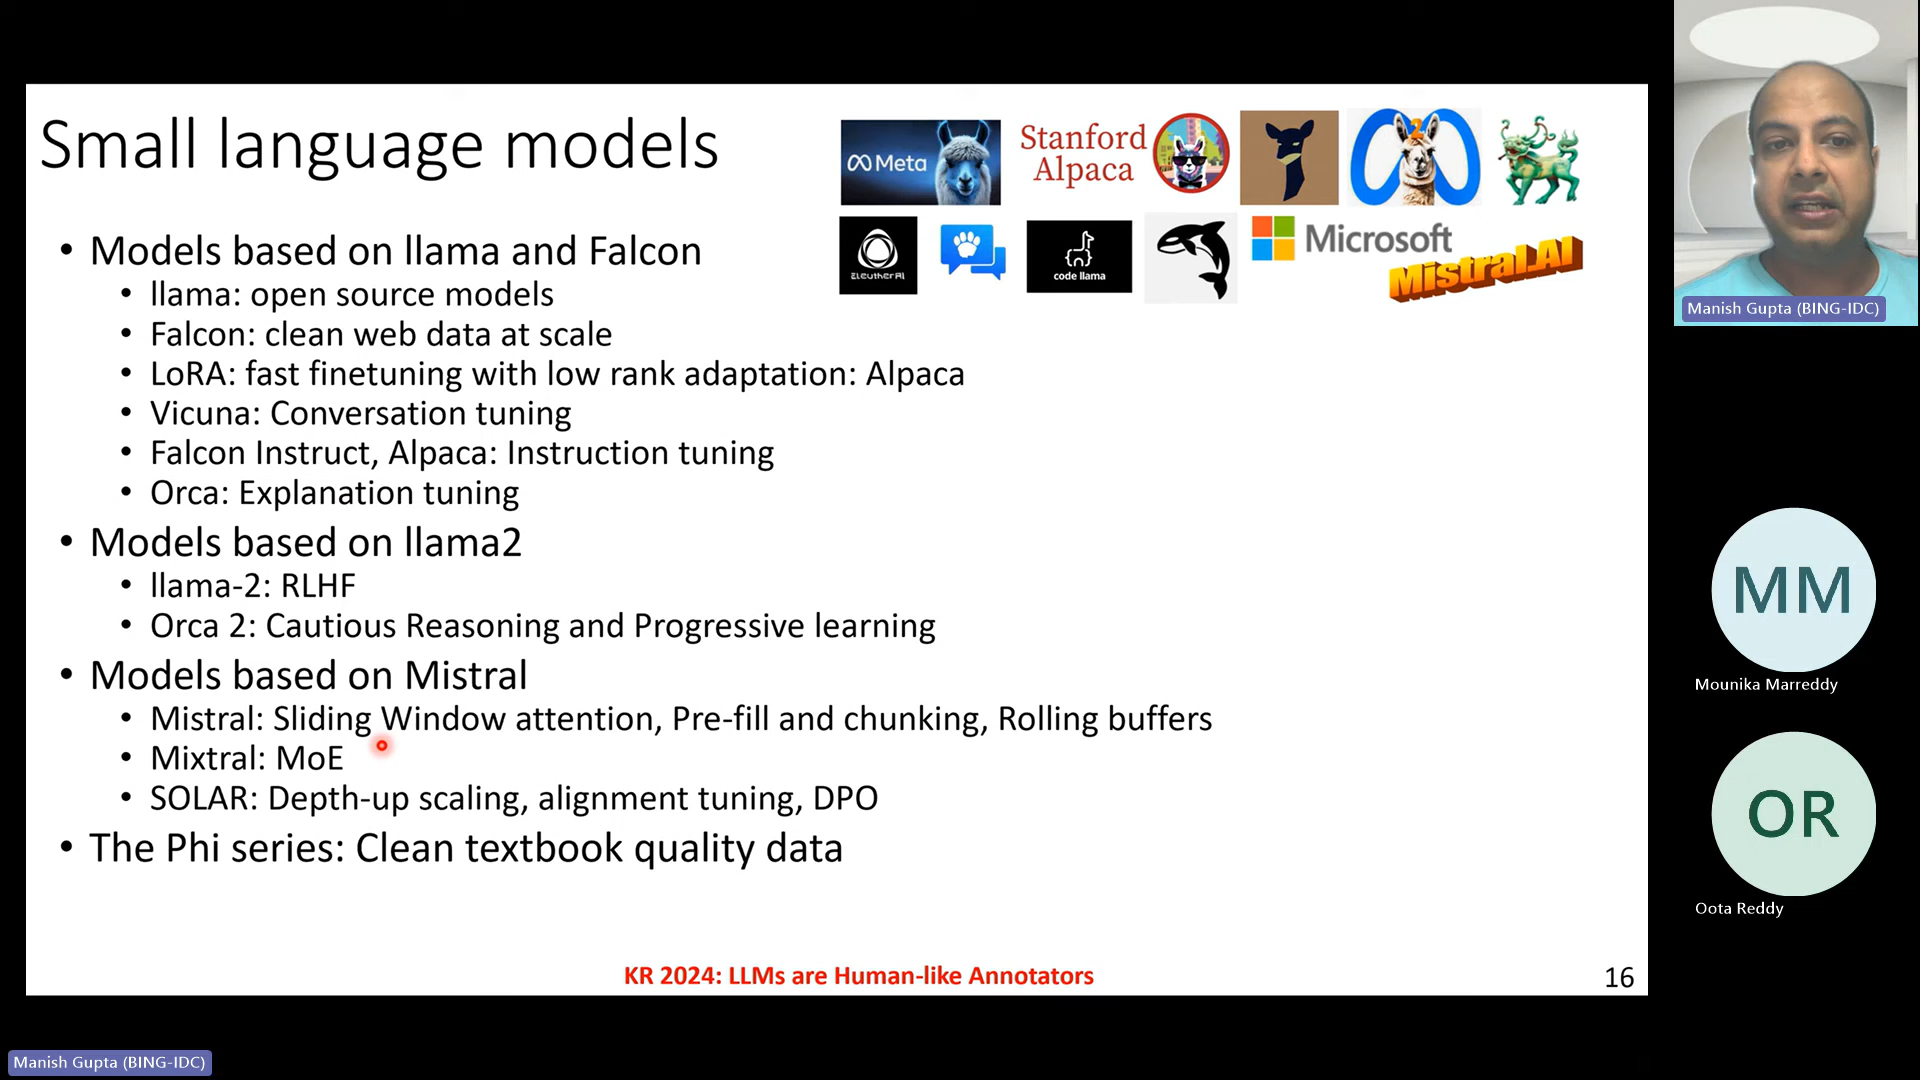 Small language models
Meta
Stanford
Alpaca
2
EleutherAI
code llama
Microsoft
Mistral.AI
• Models based on llama and Falcon
• llama: open source models
• Falcon: clean web data at scale
• LoRA: fast finetuning with low rank adaptation: Alpaca
• Vicuna: Conversation tuning
• Falcon Instruct, Alpaca: Instruction tuning
• Orca: Explanation tuning
• Models based on llama2
• llama-2: RLHF
• Orca 2: Cautious Reasoning and Progressive learning
• Models based on Mistral
• Mistral: Sliding Window attention, Pre-fill and chunking, Rolling buffers
• Mixtral: MoE
• SOLAR: Depth-up scaling, alignment tuning, DPO
• The Phi series: Clean textbook quality data
KR 2024: LLMs are Human-like Annotators
16
Manish Gupta (BING-IDC)
MM
Mounika Marreddy
OR
Oota Reddy
Manish Gupta (BING-IDC)